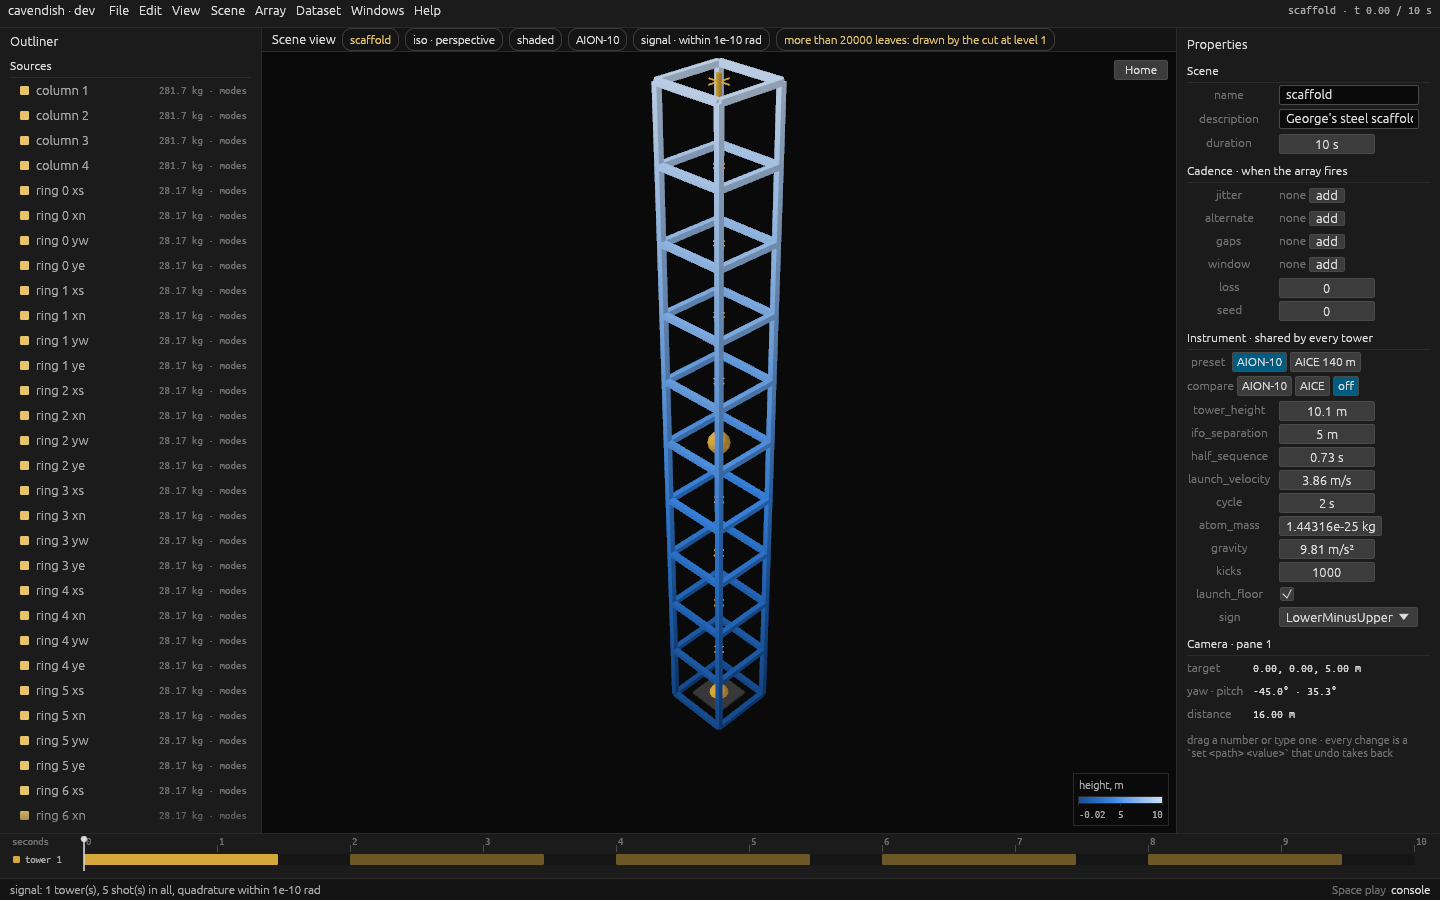 cavendish · dev File Edit View Scene Array Dataset Windows Help scaffold · t 0.00 / 10 s
Outliner
Sources
column 1 281.7 kg · modes
column 2 281.7 kg · modes
column 3 281.7 kg · modes
column 4 281.7 kg · modes
ring 0 xs 28.17 kg · modes
ring 0 xn 28.17 kg · modes
ring 0 yw 28.17 kg · modes
ring 0 ye 28.17 kg · modes
ring 1 xs 28.17 kg · modes
ring 1 xn 28.17 kg · modes
ring 1 yw 28.17 kg · modes
ring 1 ye 28.17 kg · modes
ring 2 xs 28.17 kg · modes
ring 2 xn 28.17 kg · modes
ring 2 yw 28.17 kg · modes
ring 2 ye 28.17 kg · modes
ring 3 xs 28.17 kg · modes
ring 3 xn 28.17 kg · modes
ring 3 yw 28.17 kg · modes
ring 3 ye 28.17 kg · modes
ring 4 xs 28.17 kg · modes
ring 4 xn 28.17 kg · modes
ring 4 yw 28.17 kg · modes
ring 4 ye 28.17 kg · modes
ring 5 xs 28.17 kg · modes
ring 5 xn 28.17 kg · modes
ring 5 yw 28.17 kg · modes
ring 5 ye 28.17 kg · modes
ring 6 xs 28.17 kg · modes
ring 6 xn 28.17 kg · modes
Scene view scaffold iso · perspective shaded AION-10 signal · within 1e-10 rad more than 20000 leaves: drawn by the cut at level 1
Home
height, m
-0.02 5 10
Properties
Scene
name scaffold
description George's steel scaffold
duration 10 s
Cadence · when the array fires
jitter none add
alternate none add
gaps none add
window none add
loss 0
seed 0
Instrument · shared by every tower
preset AION-10 AICE 140 m
compare AION-10 AICE off
tower_height 10.1 m
ifo_separation 5 m
half_sequence 0.73 s
launch_velocity 3.86 m/s
cycle 2 s
atom_mass 1.44316e-25 kg
gravity 9.81 m/s²
kicks 1000
launch_floor
sign LowerMinusUpper
Camera · pane 1
target 0.00, 0.00, 5.00 m
yaw · pitch -45.0° · 35.3°
distance 16.00 m
drag a number or type one · every change is a
`set <path> <value>` that undo takes back
seconds 0 1 2 3 4 5 6 7 8 9 10
tower 1
signal: 1 tower(s), 5 shot(s) in all, quadrature within 1e-10 rad Space play console